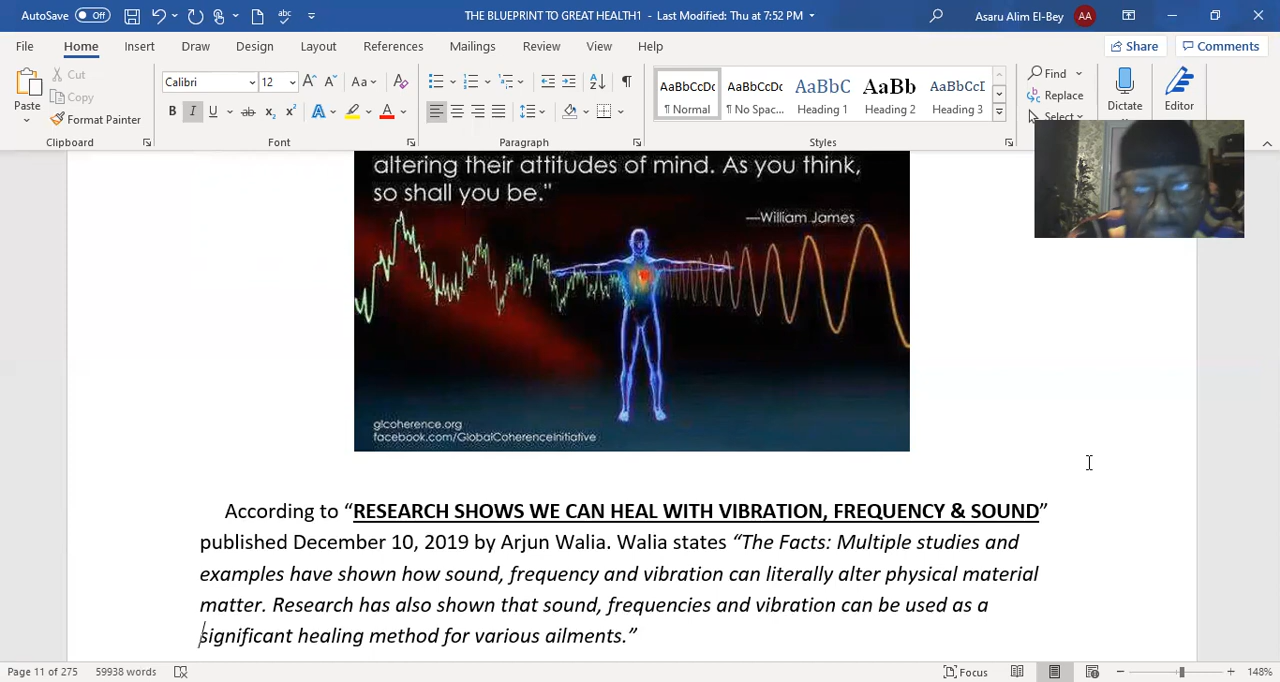 AutoSave Off THE BLUEPRINT TO GREAT HEALTH1 - Last Modified: Thu at 7:52 PM Asaru Alim El-Bey AA
File Home Insert Draw Design Layout References Mailings Review View Help Share Comments
Paste Cut Copy Format Painter
Calibri 12 Aa
B I U ab x₂ x² A A
AaBbCcDc ¶ Normal
AaBbCcDc ¶ No Spac...
AaBbC Heading 1
AaBb Heading 2
AaBbCcI Heading 3
Find
Replace
Select
Dictate
Editor
Clipboard Font Paragraph Styles
altering their attitudes of mind. As you think,
so shall you be."
—William James
glcoherence.org
facebook.com/GlobalCoherenceInitiative
According to “RESEARCH SHOWS WE CAN HEAL WITH VIBRATION, FREQUENCY & SOUND”
published December 10, 2019 by Arjun Walia. Walia states “The Facts: Multiple studies and
examples have shown how sound, frequency and vibration can literally alter physical material
matter. Research has also shown that sound, frequencies and vibration can be used as a
significant healing method for various ailments.”
Page 11 of 275 59938 words Focus 148%